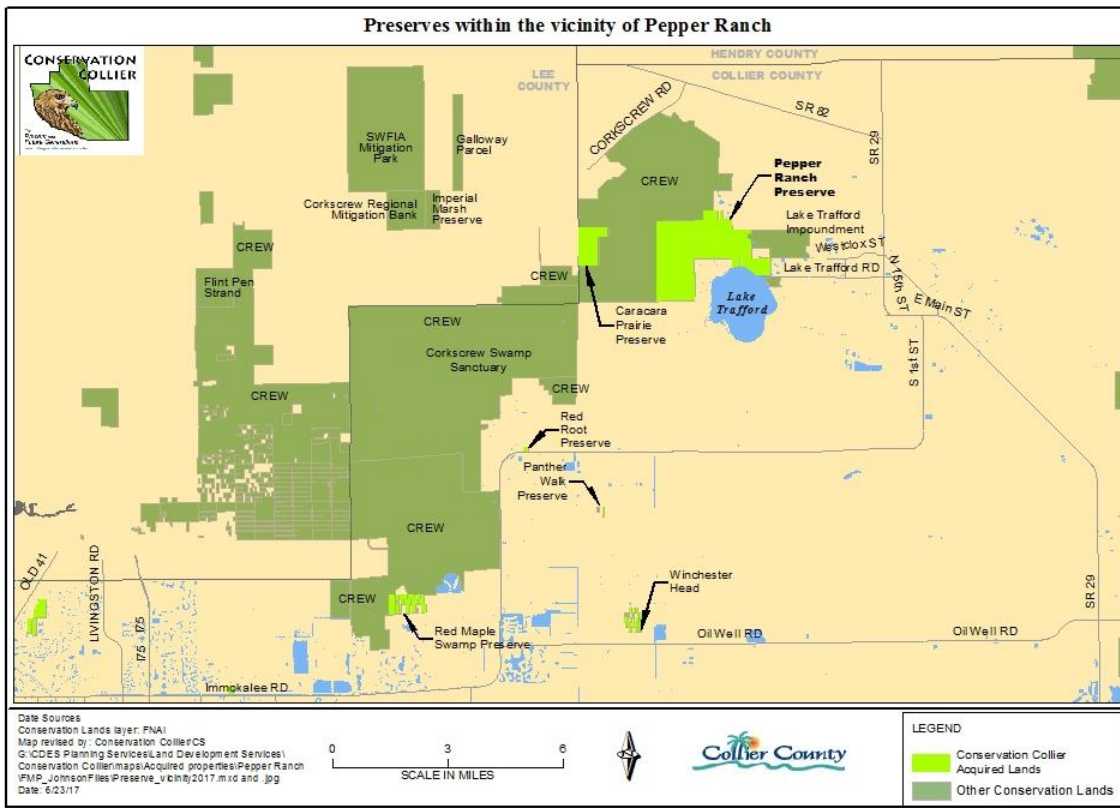 Preserves within the vicinity of Pepper Ranch
CONSERVATION
COLLIER
HENDRY COUNTY
LEE
COUNTY
COLLIER COUNTY
CORKSCREW RD
SR 82
SR 29
SWFIA
Mitigation
Park
Galloway
Parcel
CREW
Pepper
Ranch
Preserve
Corkscrew Regional
Mitigation Bank
Imperial
Marsh
Preserve
Lake Trafford
Impoundment
Westclox ST
CREW
CREW
Lake Trafford RD
N 15th ST
Flint Pen
Strand
Lake
Trafford
E Main ST
CREW
Caracara
Prairie
Preserve
Corkscrew Swamp
Sanctuary
S 1st ST
CREW
CREW
Red
Root
Preserve
Panther
Walk
Preserve
CREW
OLD 41
LIVINGSTON RD
I75
I75
CREW
Winchester
Head
SR 29
Red Maple
Swamp Preserve
Oil Well RD
Oil Well RD
Immokalee RD
Date Sources
Conservation Lands layer: FNAI
Map revised by: Conservation Collier/CS
G:\CDES Planning Services\Land Development Services\
Conservation Collier\maps\Acquired properties\Pepper Ranch
\FMP_JohnsonFiles\Preserve_vicinity2017.mxd and .jpg
Date: 6/23/17
0 3 6
SCALE IN MILES
Collier County
LEGEND
Conservation Collier
Acquired Lands
Other Conservation Lands